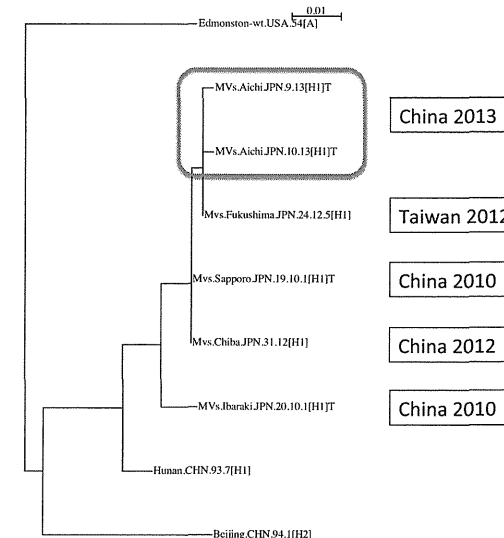 0.01
Edmonston-wt.USA.54[A]
MVs.Aichi.JPN.9.13[H1]T
China 2013
MVs.Aichi.JPN.10.13[H1]T
Mvs.Fukushima.JPN.24.12.5[H1]
Taiwan 2012
Mvs.Sapporo.JPN.19.10.1[H1]T
China 2010
Mvs.Chiba.JPN.31.12[H1]
China 2012
MVs.Ibaraki.JPN.20.10.1[H1]T
China 2010
Hunan.CHN.93.7[H1]
Beijing.CHN.94.1[H2]